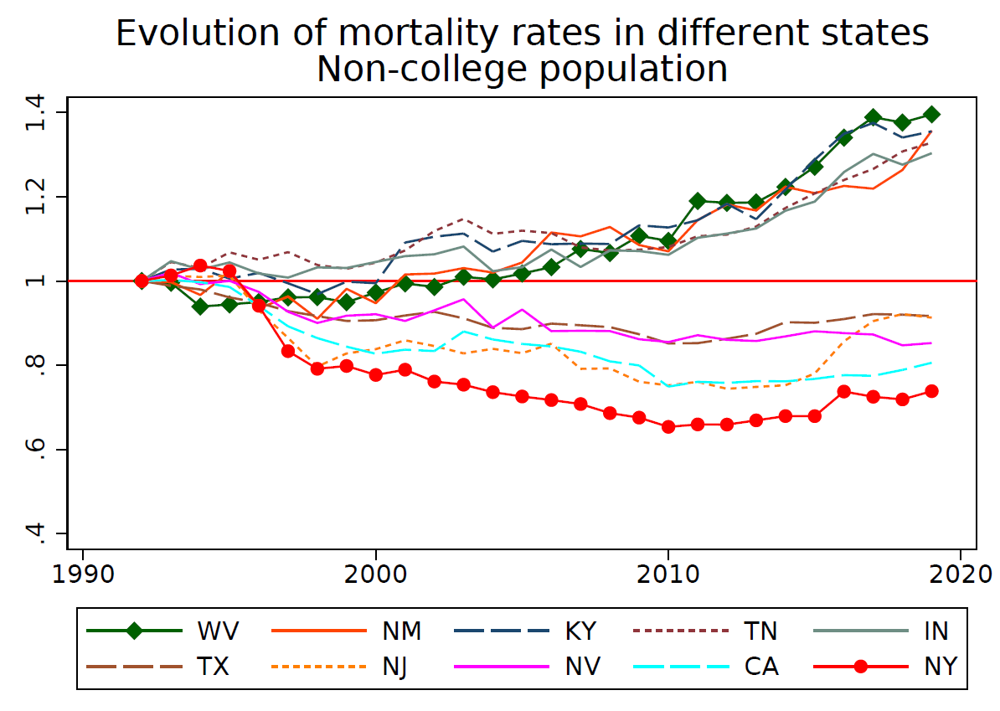 Evolution of mortality rates in different states
Non-college population
1.4
1.2
1
.8
.6
.4
1990 2000 2010 2020
WV NM KY TN IN
TX NJ NV CA NY